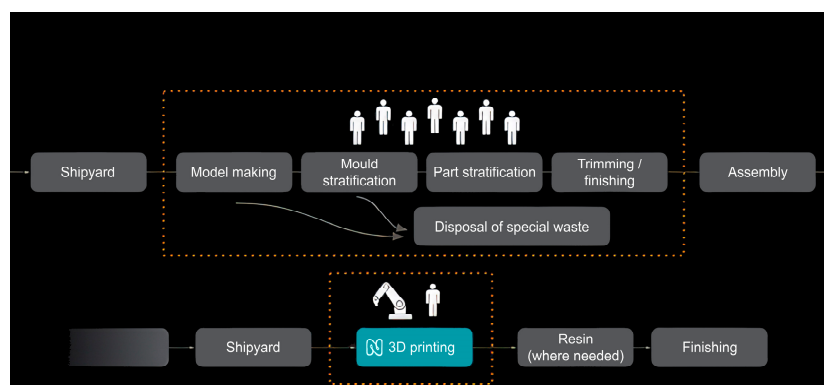 Shipyard
Model making
Mould
stratification
Part stratification
Trimming /
finishing
Assembly
Disposal of special waste
Shipyard
3D printing
Resin
(where needed)
Finishing